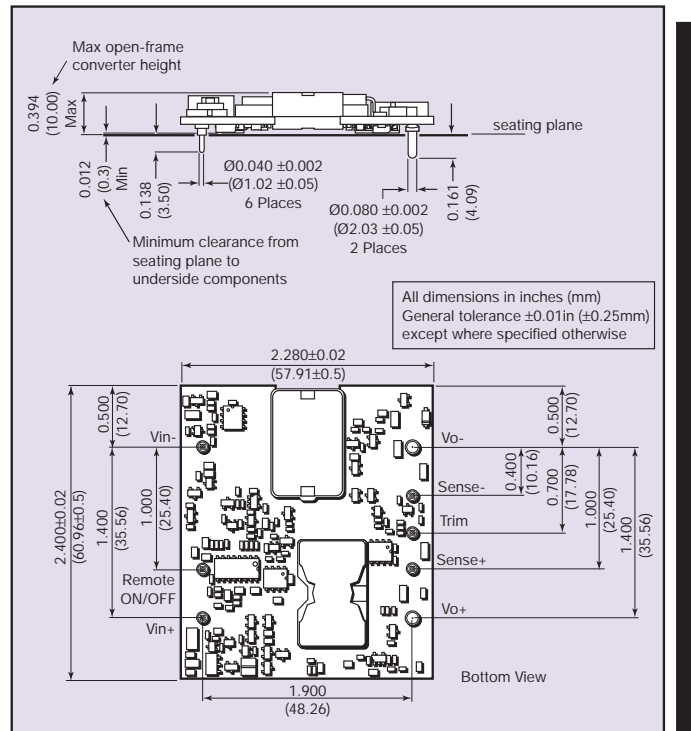 Max open-frame
converter height
0.394
(10.00)
Max
seating plane
0.012
(0.3)
Min
0.138
(3.50)
Ø0.040 ±0.002
(Ø1.02 ±0.05)
6 Places
Ø0.080 ±0.002
(Ø2.03 ±0.05)
2 Places
0.161
(4.09)
Minimum clearance from
seating plane to
underside components
All dimensions in inches (mm)
General tolerance ±0.01in (±0.25mm)
except where specified otherwise
2.280±0.02
(57.91±0.5)
0.500
(12.70)
Vin-
2.400±0.02
(60.96±0.5)
1.400
(35.56)
1.000
(25.40)
Remote
ON/OFF
Vin+
0.500
(12.70)
Vo-
Sense-
0.400
(10.16)
Trim
0.700
(17.78)
Sense+
1.000
(25.40)
1.400
(35.56)
Vo+
Bottom View
1.900
(48.26)